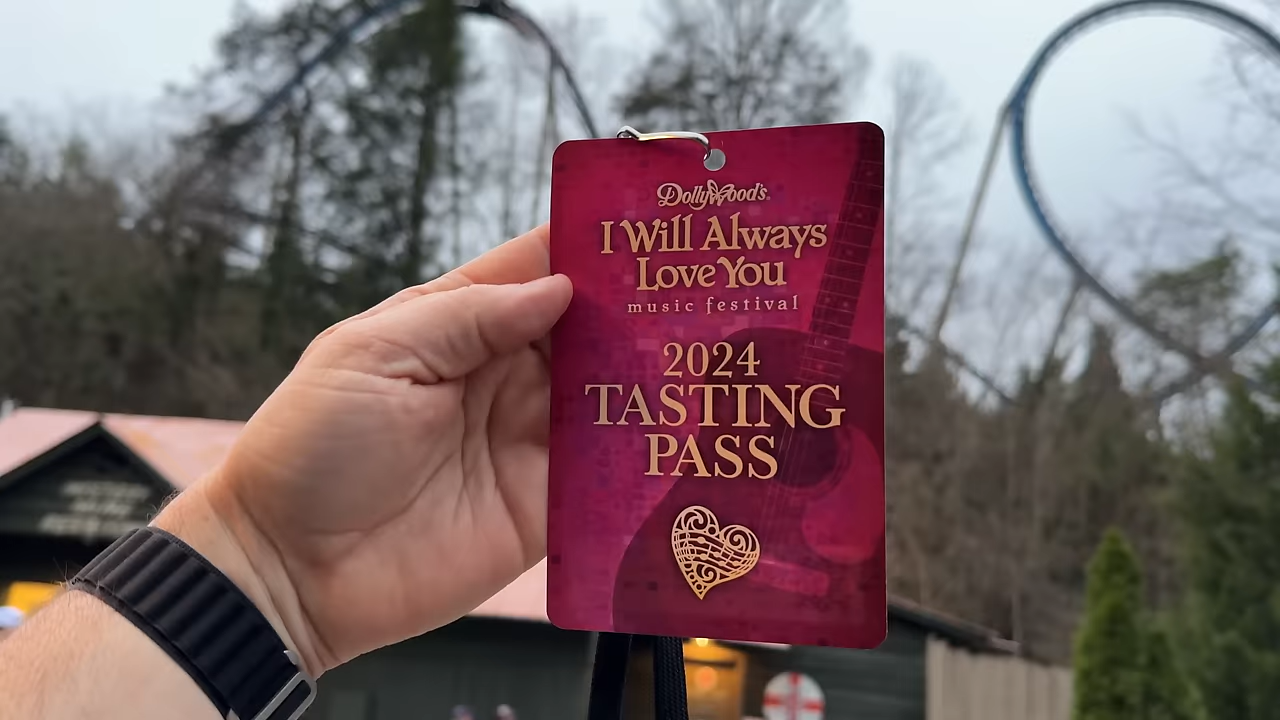 Dollywood's
I Will Always
Love You
music festival
2024
TASTING
PASS